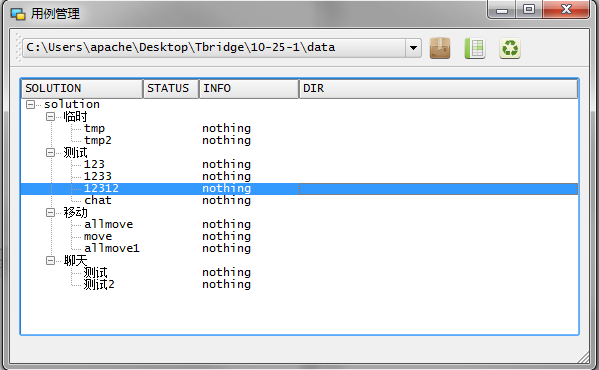 用例管理
C:\Users\apache\Desktop\Tbridge\10-25-1\data
SOLUTION STATUS INFO DIR
solution
临时
tmp nothing
tmp2 nothing
测试
123 nothing
1233 nothing
12312 nothing
chat nothing
移动
allmove nothing
move nothing
allmove1 nothing
聊天
测试 nothing
测试2 nothing